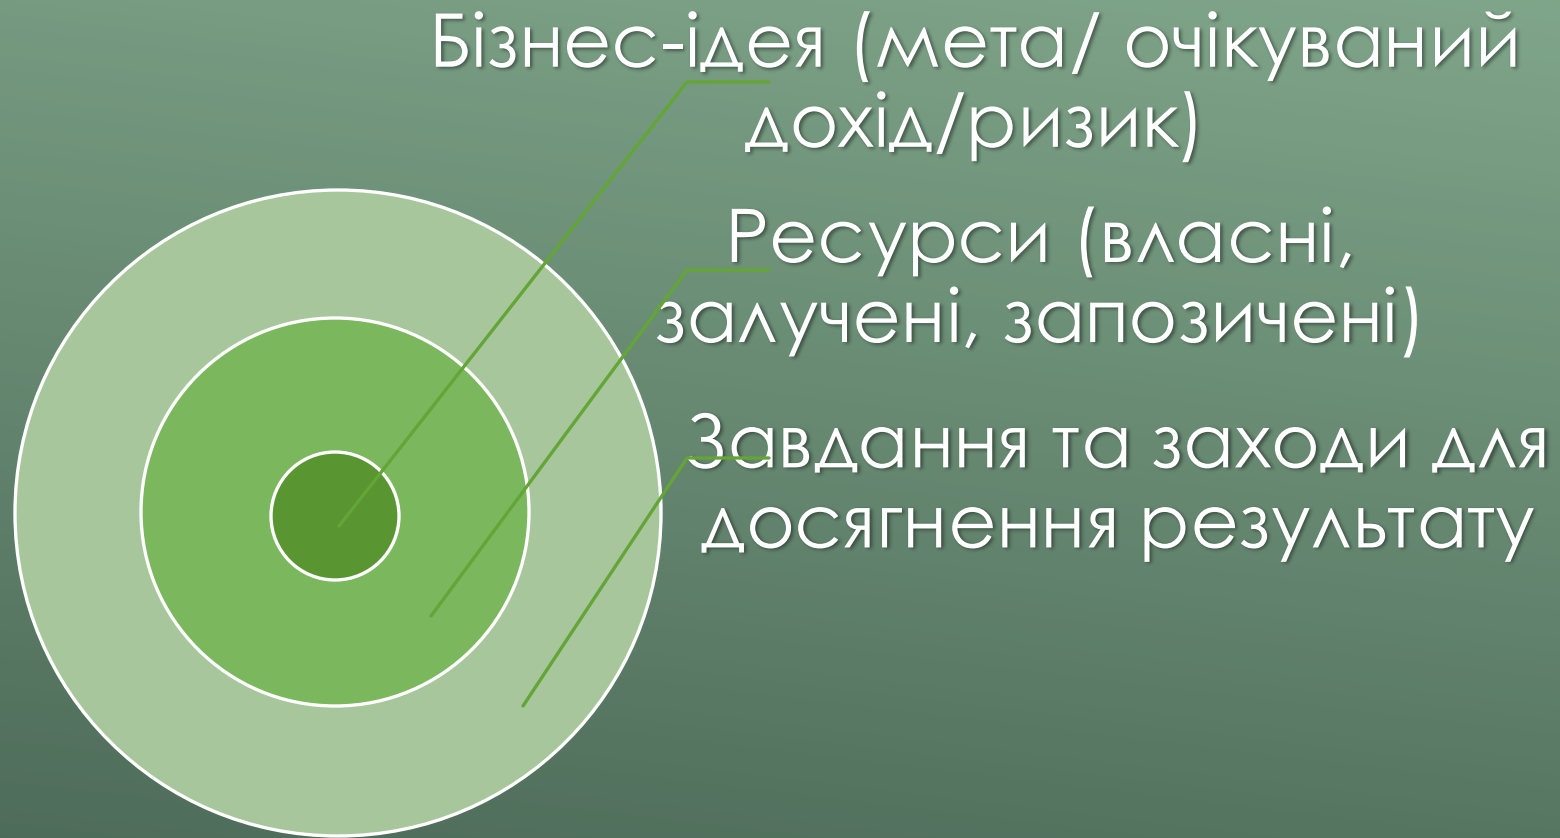 Бізнес-ідея (мета/ очікуваний
дохід/ризик)
Ресурси (власні,
залучені, запозичені)
Завдання та заходи для
досягнення результату